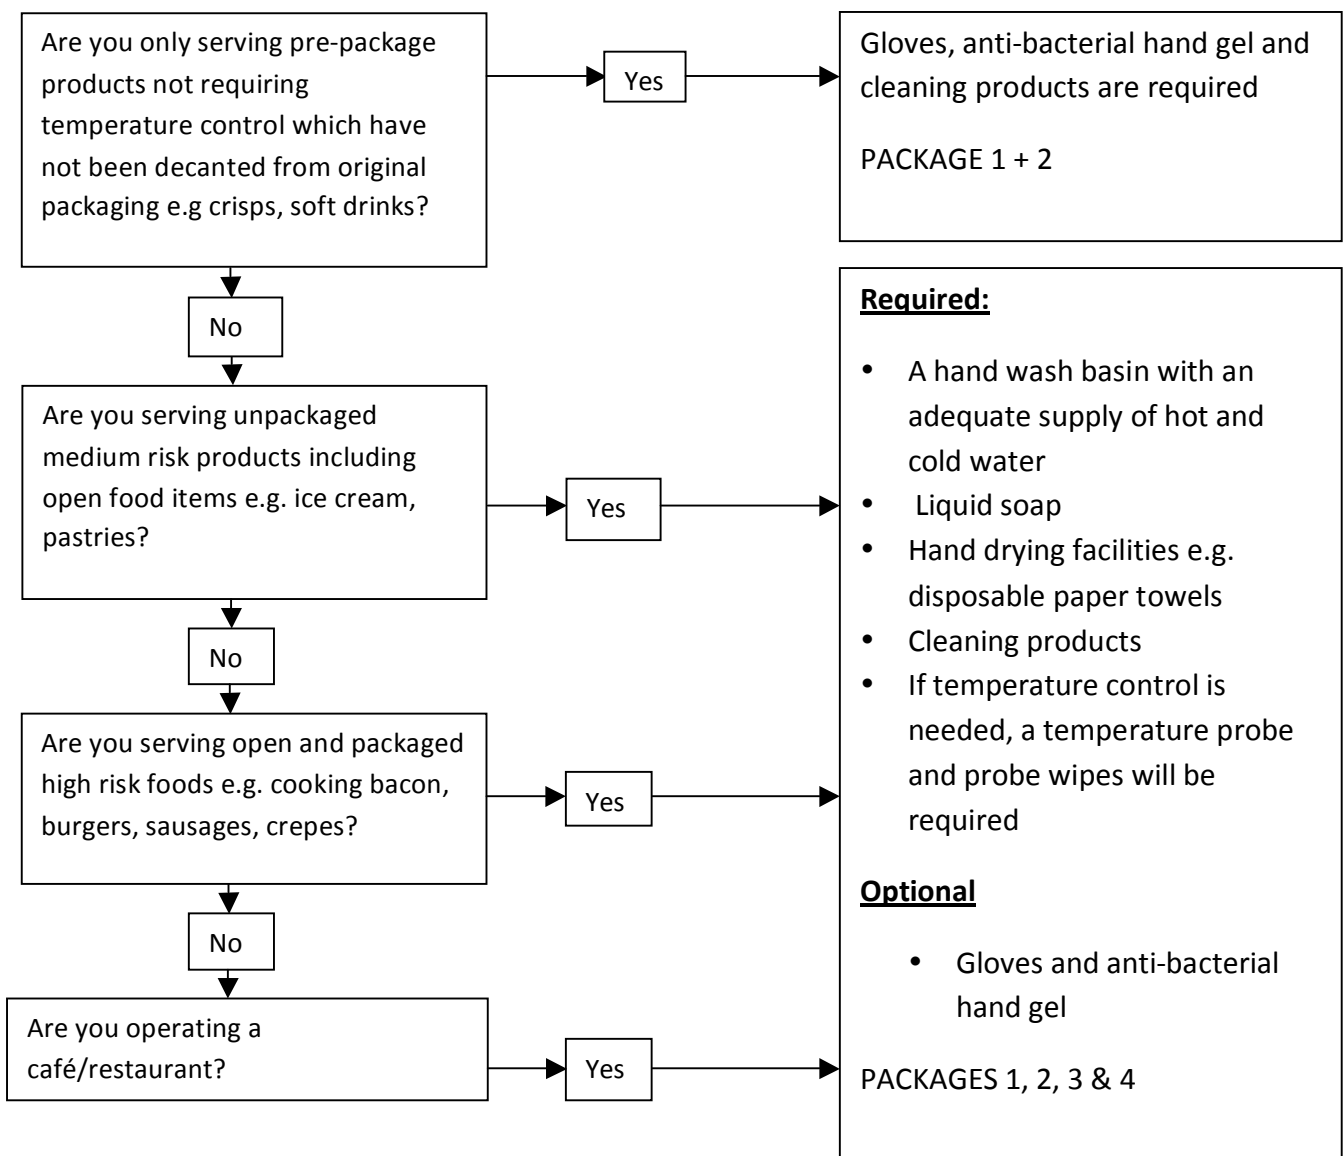 Are you only serving pre-package
products not requiring
temperature control which have
not been decanted from original
packaging e.g crisps, soft drinks?
Yes
Gloves, anti-bacterial hand gel and
cleaning products are required
PACKAGE 1 + 2
No
Are you serving unpackaged
medium risk products including
open food items e.g. ice cream,
pastries?
Yes
Required:
• A hand wash basin with an
adequate supply of hot and
cold water
• Liquid soap
• Hand drying facilities e.g.
disposable paper towels
• Cleaning products
• If temperature control is
needed, a temperature probe
and probe wipes will be
required
Optional
• Gloves and anti-bacterial
hand gel
PACKAGES 1, 2, 3 & 4
No
Are you serving open and packaged
high risk foods e.g. cooking bacon,
burgers, sausages, crepes?
Yes
No
Are you operating a
café/restaurant?
Yes